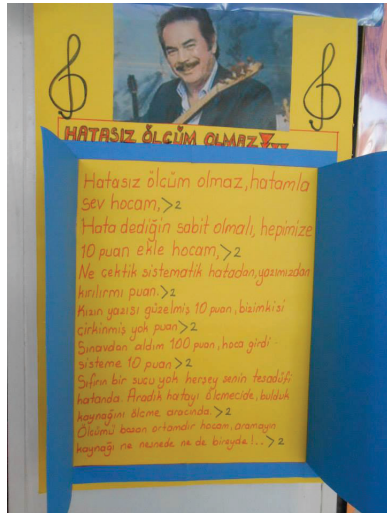 HATASIZ ÖLÇÜM OLMAZ
Hatasız ölçüm olmaz, hatamla
sev hocam, >2
Hata dediğin sabit olmalı, hepimize
10 puan ekle hocam, >2
Ne çektik sistematik hatadan, yazımızdan
kırılırmı puan. >2
Kızın yazısı güzelmiş 10 puan, bizimkisi
çirkinmiş yok puan >2
Sınavdan aldım 100 puan, hoca girdi
sisteme 10 puan >2
Sıfırın bir suçu yok herşey senin tesadüfi
hatanda. Aradık hatayı ölçmecide, bulduk
kaynağını ölçme aracında. >2
Ölçümü bozan ortamdır hocam, aramayın
kaynağı ne nesnede ne de bireyde!.. >2